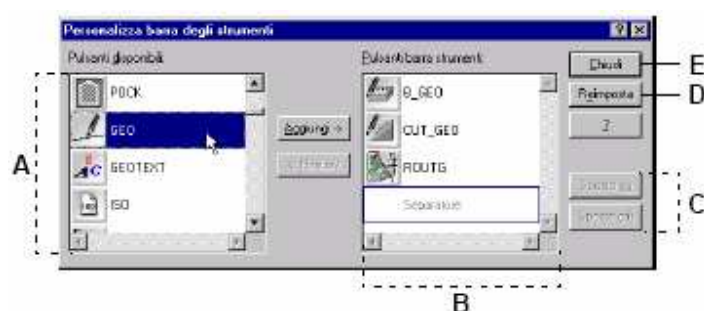 Personalizza barra degli strumenti
Pulsanti disponibili:
Pulsanti barra strumenti:
POCK
GEO
GEOTEXT
ISO
Aggiungi ->
B_GEO
CUT_GEO
ROUTG
Separatore
Chiudi
Reimposta
?
A
B
C
D
E